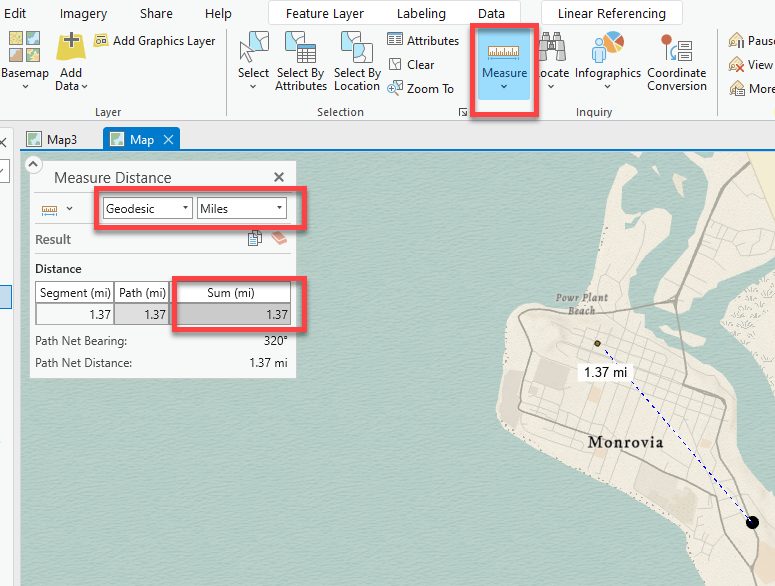 Edit Imagery Share Help Feature Layer Labeling Data Linear Referencing
Basemap
Add Data
Add Graphics Layer
Layer
Select
Select By Attributes
Select By Location
Attributes
Clear
Zoom To
Selection
Measure
ocate
Infographics
Coordinate Conversion
Inquiry
Paus
View
More
Map3 Map
Measure Distance
Geodesic Miles
Result
Distance
Segment (mi) Path (mi) Sum (mi)
1.37 1.37 1.37
Path Net Bearing: 320°
Path Net Distance: 1.37 mi
Powr Plant
Beach
1.37 mi
Monrovia